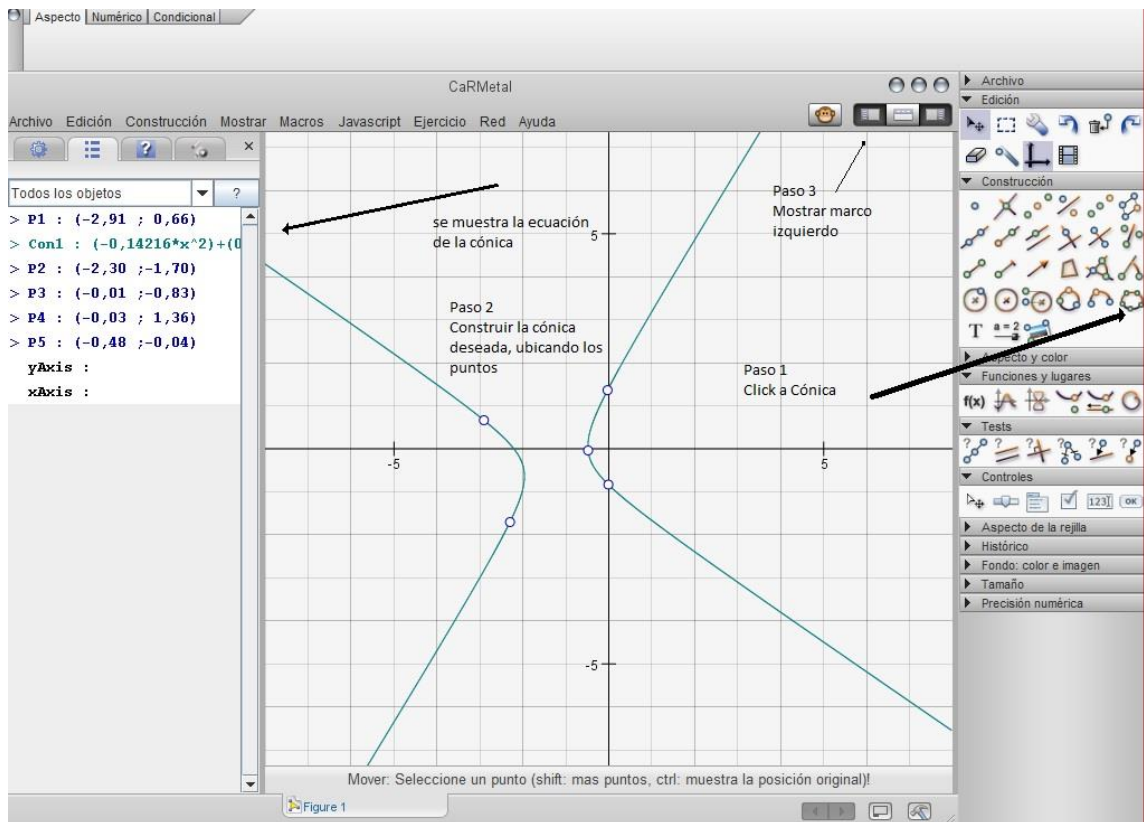 Aspecto Numérico Condicional
CaRMetal
Archivo Edición Construcción Mostrar Macros Javascript Ejercicio Red Ayuda
Todos los objetos ?
> P1 : (-2,91 ; 0,66)
> Con1 : (-0,14216*x^2)+(0
> P2 : (-2,30 ;-1,70)
> P3 : (-0,01 ;-0,83)
> P4 : (-0,03 ; 1,36)
> P5 : (-0,48 ;-0,04)
yAxis :
xAxis :
se muestra la ecuación
de la cónica
Paso 3
Mostrar marco
izquierdo
5
Paso 2
Construir la cónica
deseada, ubicando los
puntos
Paso 1
Click a Cónica
-5
5
-5
Mover: Seleccione un punto (shift: mas puntos, ctrl: muestra la posición original)!
Figure 1
Archivo
Edición
Construcción
T a = 2
Aspecto y color
Funciones y lugares
f(x)
Tests
? ? ? ? ? ?
Controles
123 OK
Aspecto de la rejilla
Histórico
Fondo: color e imagen
Tamaño
Precisión numérica